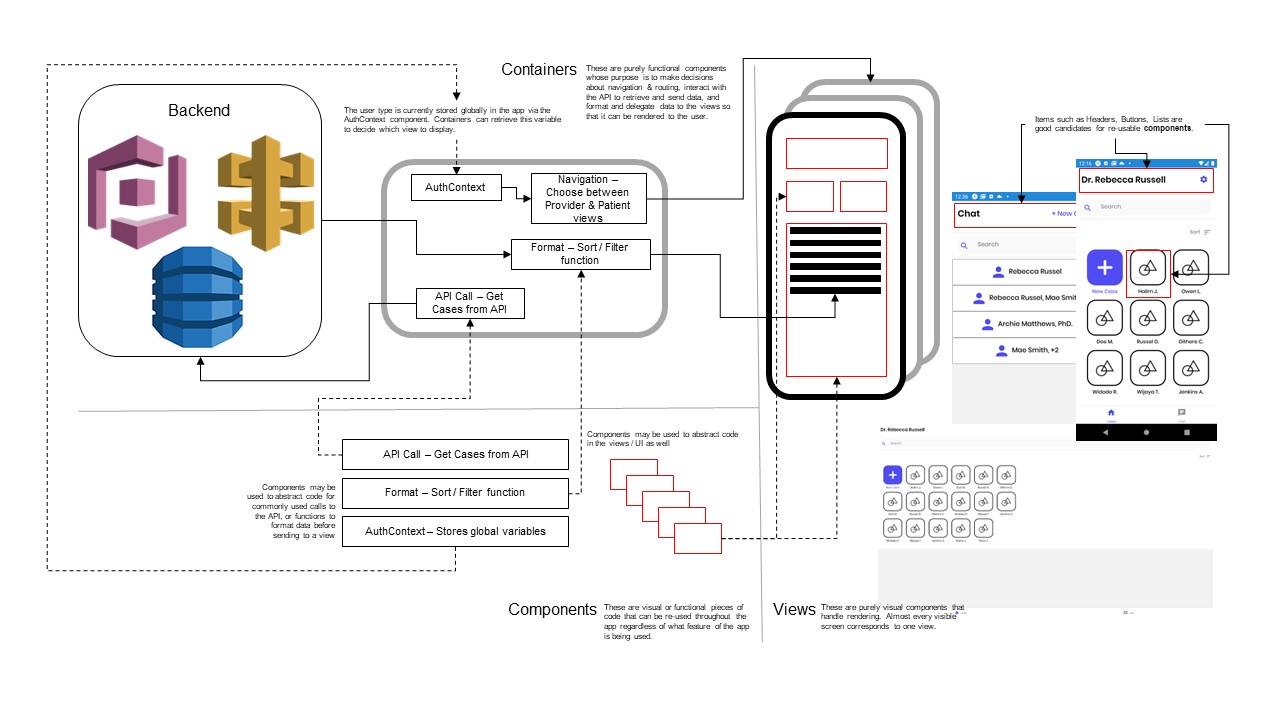 Containers
These are purely functional components
whose purpose is to make decisions
about navigation & routing, interact with
the API to retrieve and send data, and
format and delegate data to the views so
that it can be rendered to the user.
Backend
The user type is currently stored globally in the app via the
AuthContext component. Containers can retrieve this variable
to decide which view to display.
AuthContext
Navigation –
Choose between
Provider & Patient
views
Format – Sort / Filter
function
API Call – Get
Cases from API
Items such as Headers, Buttons, Lists are
good candidates for re-usable components.
12:36
Chat
+ New C
Search
Rebecca Russel
Rebecca Russel, Mae Smit
Archie Matthews, PhD.
Mae Smith, +2
12:16
Dr. Rebecca Russell
Search
Sort
New Case
Halim J.
Owen L.
Doe M.
Russel G.
Githere C.
Widodo R.
Wijaya T.
Jenkins A.
API Call – Get Cases from API
Format – Sort / Filter function
AuthContext – Stores global variables
Components may be
used to abstract code for
commonly used calls to
the API, or functions to
format data before
sending to a view
Components may be used to abstract code
in the views / UI as well
Dr. Rebecca Russell
Search
Components
These are visual or functional pieces of
code that can be re-used throughout the
app regardless of what feature of the app
is being used.
Views
These are purely visual components that
handle rendering. Almost every visible
screen corresponds to one view.